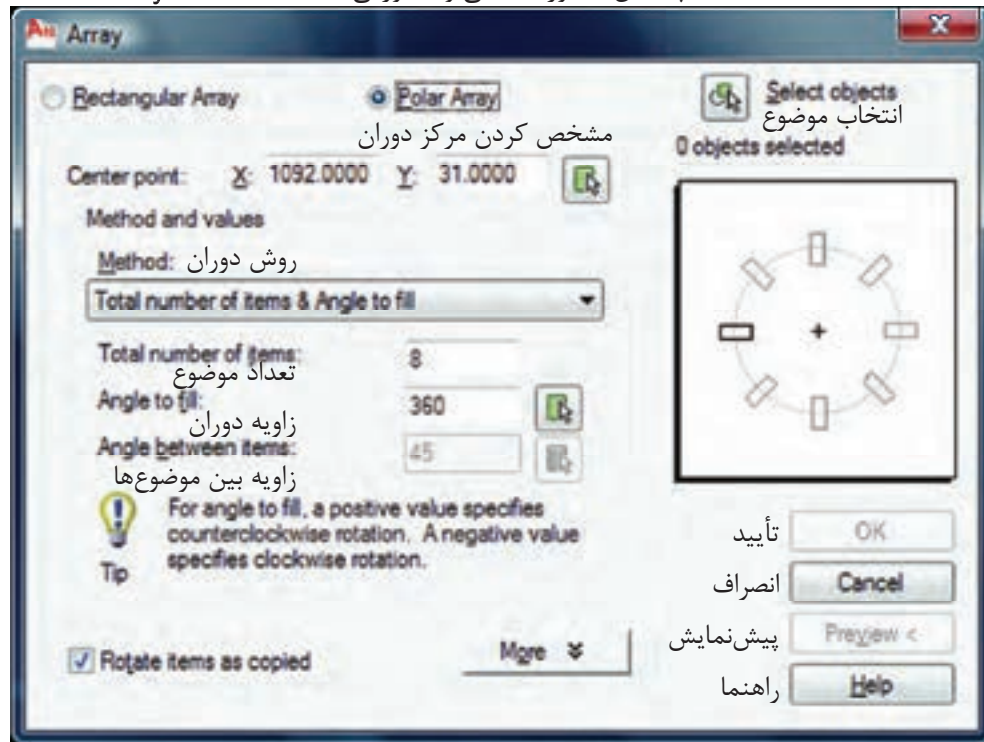 Array
Rectangular Array
Polar Array
Select objects
انتخاب موضوع
0 objects selected
مشخص کردن مرکز دوران
Center point: X: 1092.0000 Y: 31.0000
Method and values
Method: روش دوران
Total number of items & Angle to fill
Total number of items: 8
تعداد موضوع
Angle to fill: 360
زاویه دوران
Angle between items: 45
زاویه بین موضوع‌ها
For angle to fill, a positive value specifies
counterclockwise rotation. A negative value
specifies clockwise rotation.
Tip
Rotate items as copied
More
تأیید OK
انصراف Cancel
پیش‌نمایش Preview <
راهنما Help